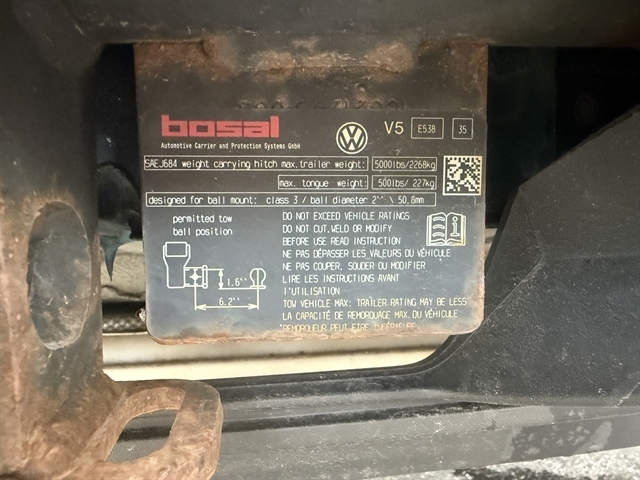 bosal
Automotive Carrier and Protection Systems GmbH
V5 E538 35
SAEJ684 weight carrying hitch max.trailer weight: 5000lbs/2268kg
max. tongue weight: 500lbs/ 227kg
designed for ball mount: class 3 / ball diameter 2'' \ 50.8mm
permitted tow
ball position
1.6''
6.2''
DO NOT EXCEED VEHICLE RATINGS
DO NOT CUT, WELD OR MODIFY
BEFORE USE READ INSTRUCTION
NE PAS DÉPASSER LES VALEURS DU VÉHICULE
NE PAS COUPER, SOUDER OU MODIFIER
LIRE LES INSTRUCTIONS AVANT
l'UTILISATION
TOW VEHICLE MAX: TRAILER-RATING MAY BE LESS
LA CAPACITÉ DE REMORQUAGE MAX. DU VÉHICULE
REMORQUEUR PEUT ÊTRE INFÉRIEURE